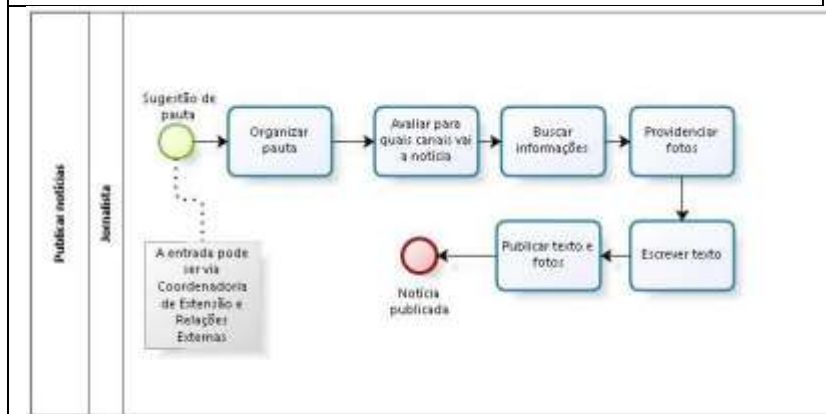 Publicar notícias
Jornalista
Sugestão de
pauta
Organizar
pauta
Avaliar para
quais canais vai
a notícia
Buscar
informações
Providenciar
fotos
A entrada pode
ser via
Coordenadoria
de Extensão e
Relações
Externas
Notícia
publicada
Publicar texto e
fotos
Escrever texto